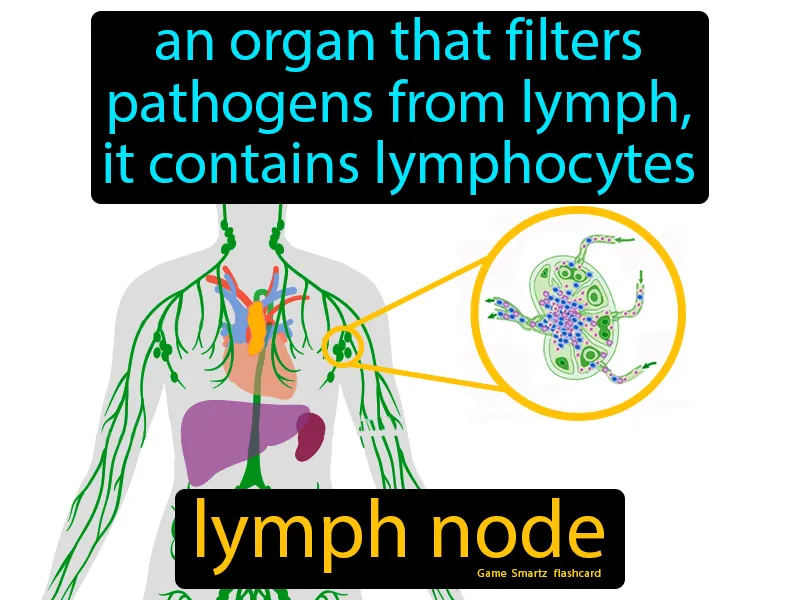 an organ that filters
pathogens from lymph,
it contains lymphocytes
lymph node
Game Smartz flashcard